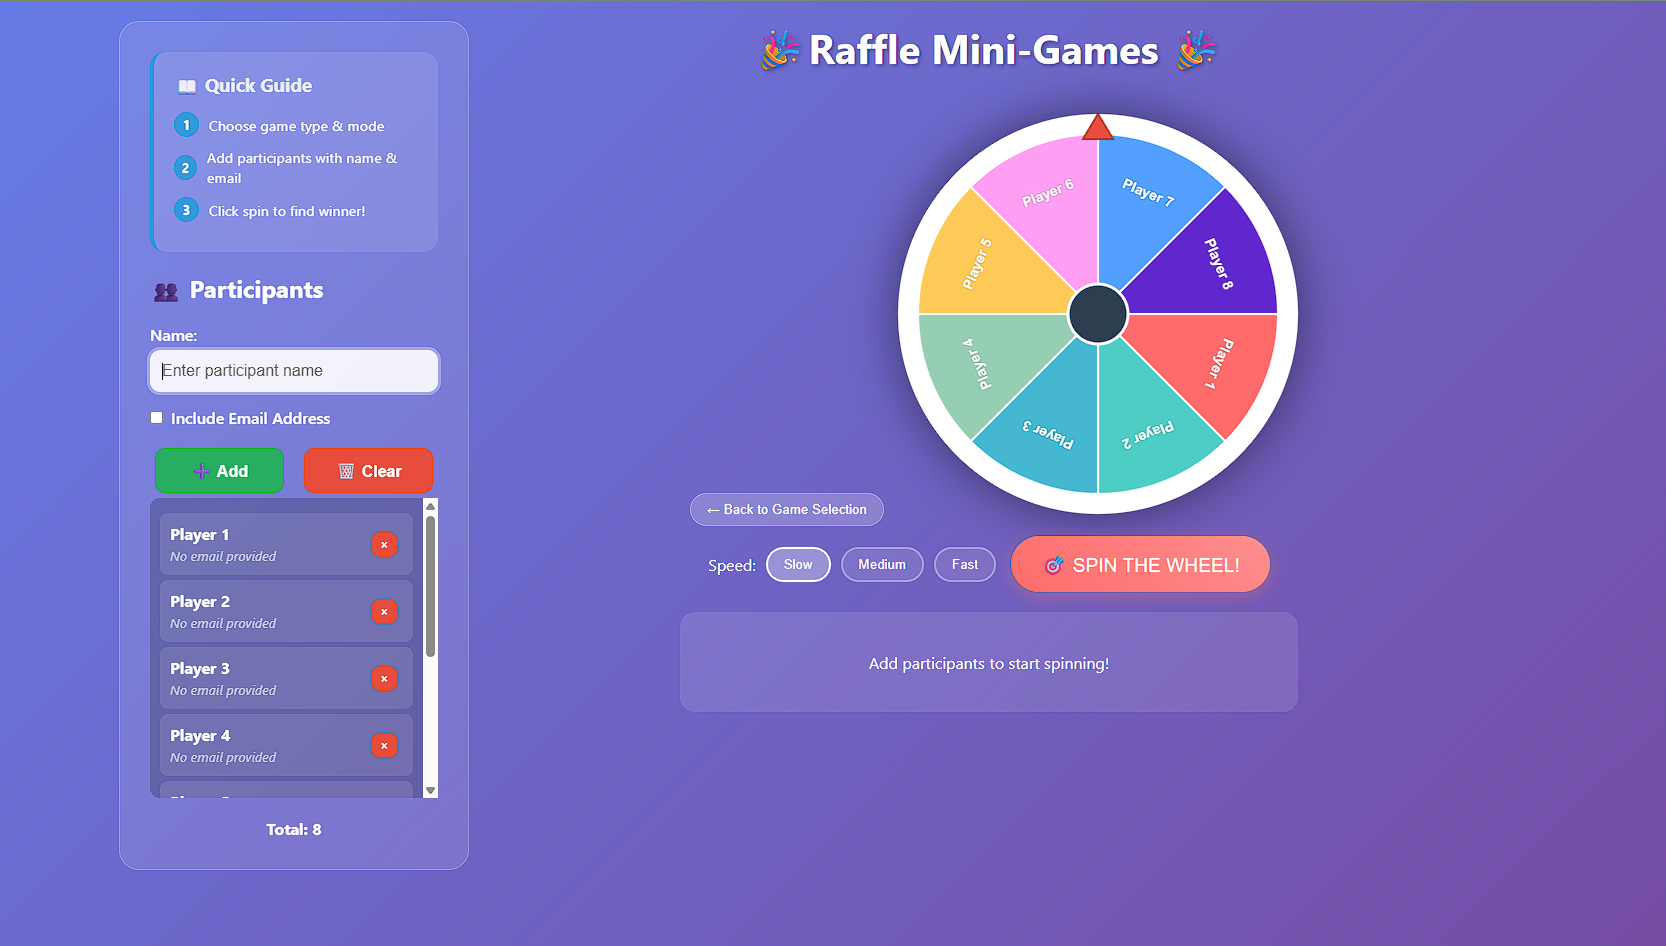 Quick Guide
1 Choose game type & mode
2 Add participants with name &
email
3 Click spin to find winner!
Participants
Name:
Enter participant name
Include Email Address
Add
Clear
Player 1
No email provided
×
Player 2
No email provided
×
Player 3
No email provided
×
Player 4
No email provided
×
Total: 8
Raffle Mini-Games
Player 6
Player 7
Player 5
Player 8
Player 4
Player 1
Player 3
Player 2
← Back to Game Selection
Speed:
Slow
Medium
Fast
SPIN THE WHEEL!
Add participants to start spinning!